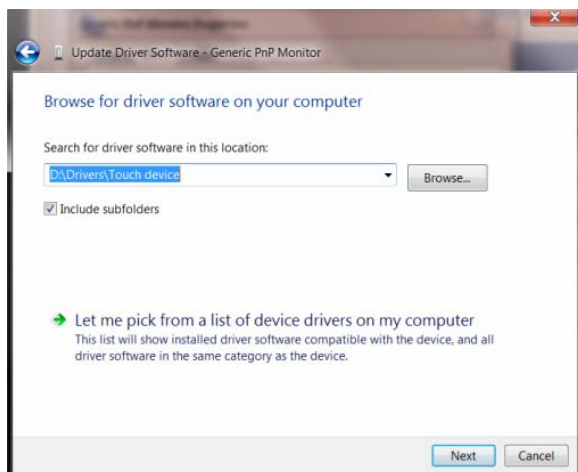 Update Driver Software - Generic PnP Monitor
Browse for driver software on your computer
Search for driver software in this location:
D:\Drivers\Touch device
Browse...
Include subfolders
Let me pick from a list of device drivers on my computer
This list will show installed driver software compatible with the device, and all
driver software in the same category as the device.
Next
Cancel